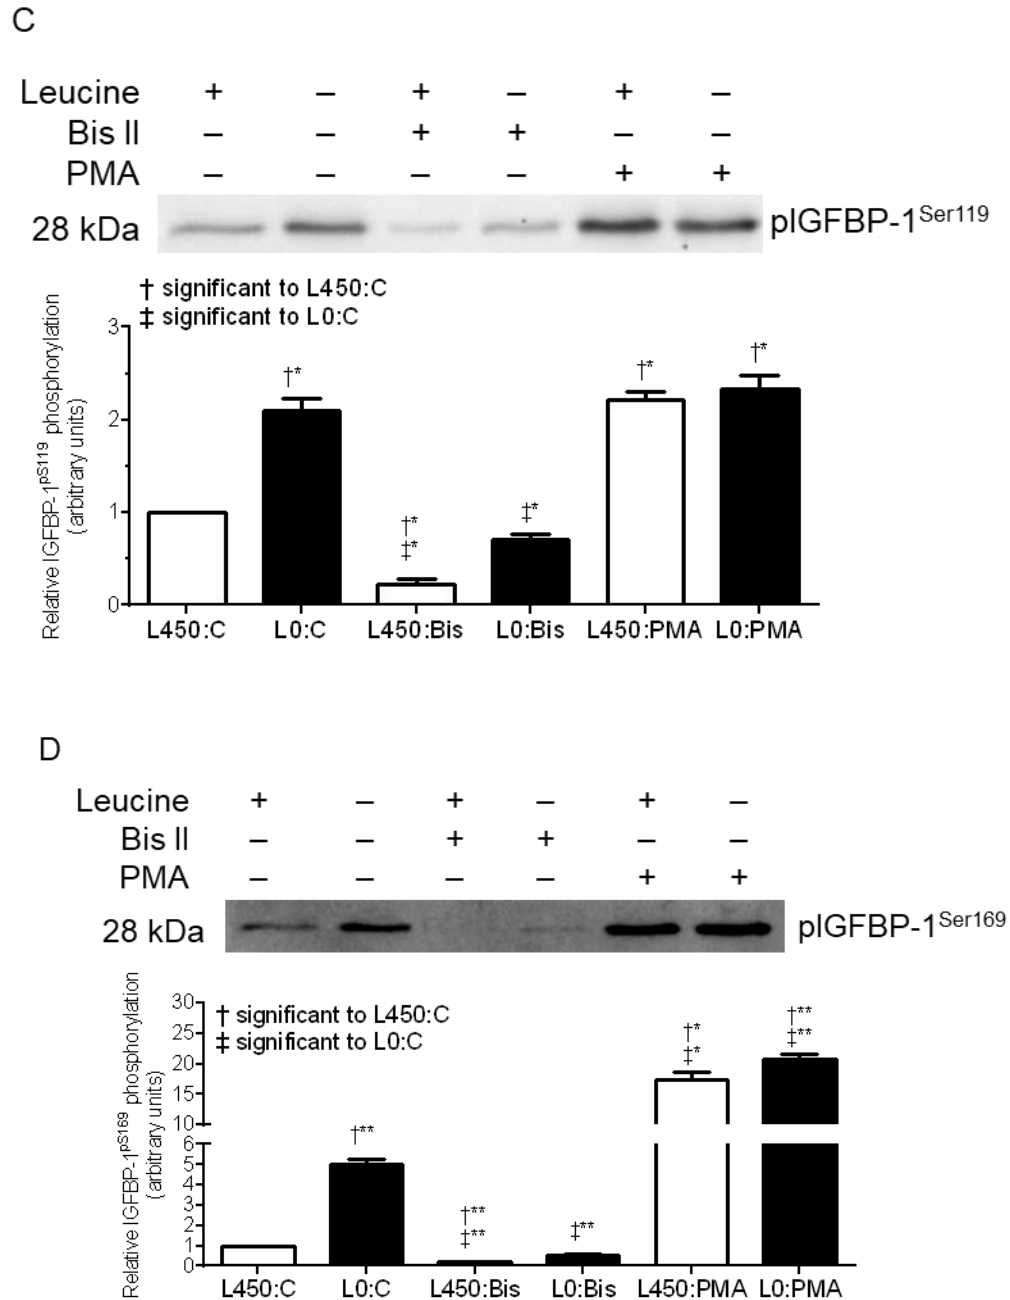 C
Leucine + – + – + –
Bis II – – + + – –
PMA – – – – + +
28 kDa pIGFBP-1Ser119
† significant to L450:C
‡ significant to L0:C
Relative IGFBP-1pS119 phosphorylation
(arbitrary units)
3
2
1
0
†*
†*
‡*
‡*
†*
†*
L450:C L0:C L450:Bis L0:Bis L450:PMA L0:PMA
D
Leucine + – + – + –
Bis II – – + + – –
PMA – – – – + +
28 kDa pIGFBP-1Ser169
† significant to L450:C
‡ significant to L0:C
Relative IGFBP-1pS169 phosphorylation
(arbitrary units)
30
25
20
15
10
6
5
4
3
2
1
0
†**
†**
‡**
‡**
†*
‡*
†**
‡**
L450:C L0:C L450:Bis L0:Bis L450:PMA L0:PMA